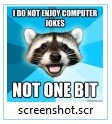 I DO NOT ENJOY COMPUTER
JOKES
NOT ONE BIT
screenshot.scr